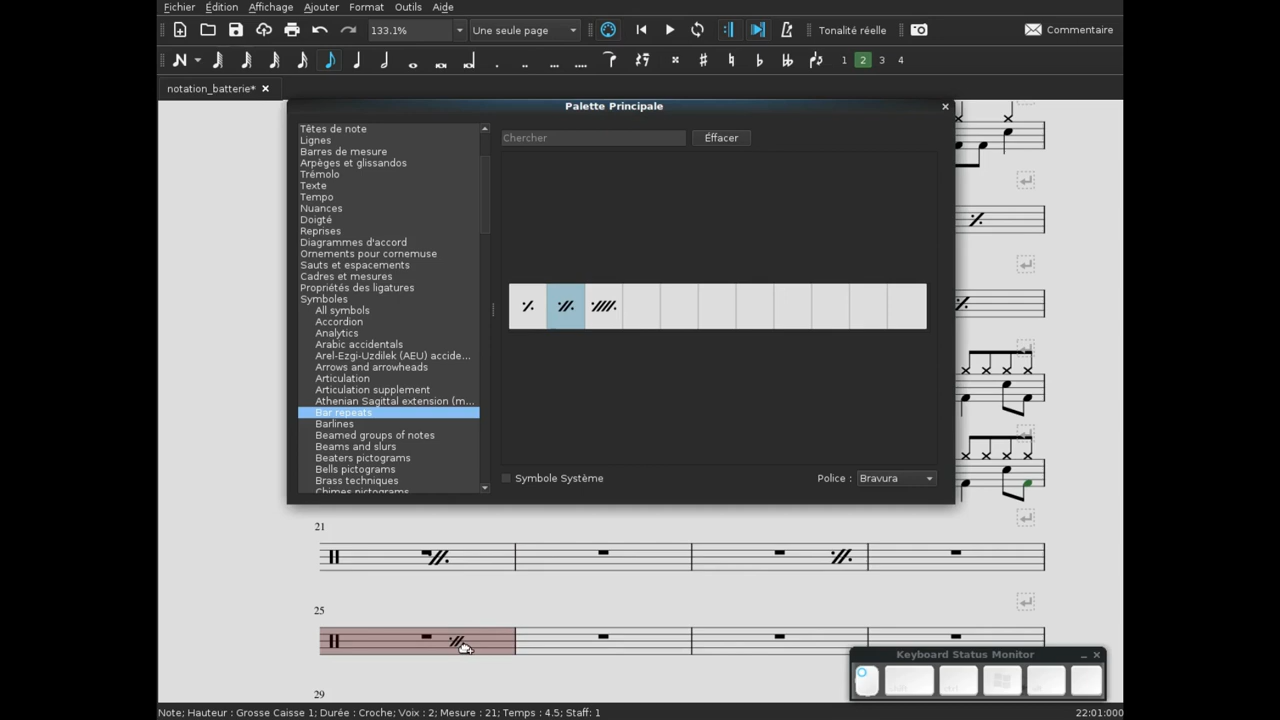 Fichier Édition Affichage Ajouter Format Outils Aide
133.1% Une seule page Tonalité réelle Commentaire
1 2 3 4
notation_batterie*
Palette Principale
Têtes de note
Lignes
Barres de mesure
Arpèges et glissandos
Trémolo
Texte
Tempo
Nuances
Doigté
Reprises
Diagrammes d'accord
Ornements pour cornemuse
Sauts et espacements
Cadres et mesures
Propriétés des ligatures
Symboles
All symbols
Accordion
Analytics
Arabic accidentals
Arel-Ezgi-Uzdilek (AEU) accide...
Arrows and arrowheads
Articulation
Articulation supplement
Athenian Sagittal extension (m...
Bar repeats
Barlines
Beamed groups of notes
Beams and slurs
Beaters pictograms
Bells pictograms
Brass techniques
Chimes pictograms
Chercher Éffacer
Symbole Système Police : Bravura
21
25
29
Keyboard Status Monitor
Note; Hauteur : Grosse Caisse 1; Durée : Croche; Voix : 2; Mesure : 21; Temps : 4.5; Staff: 1 22:01:000